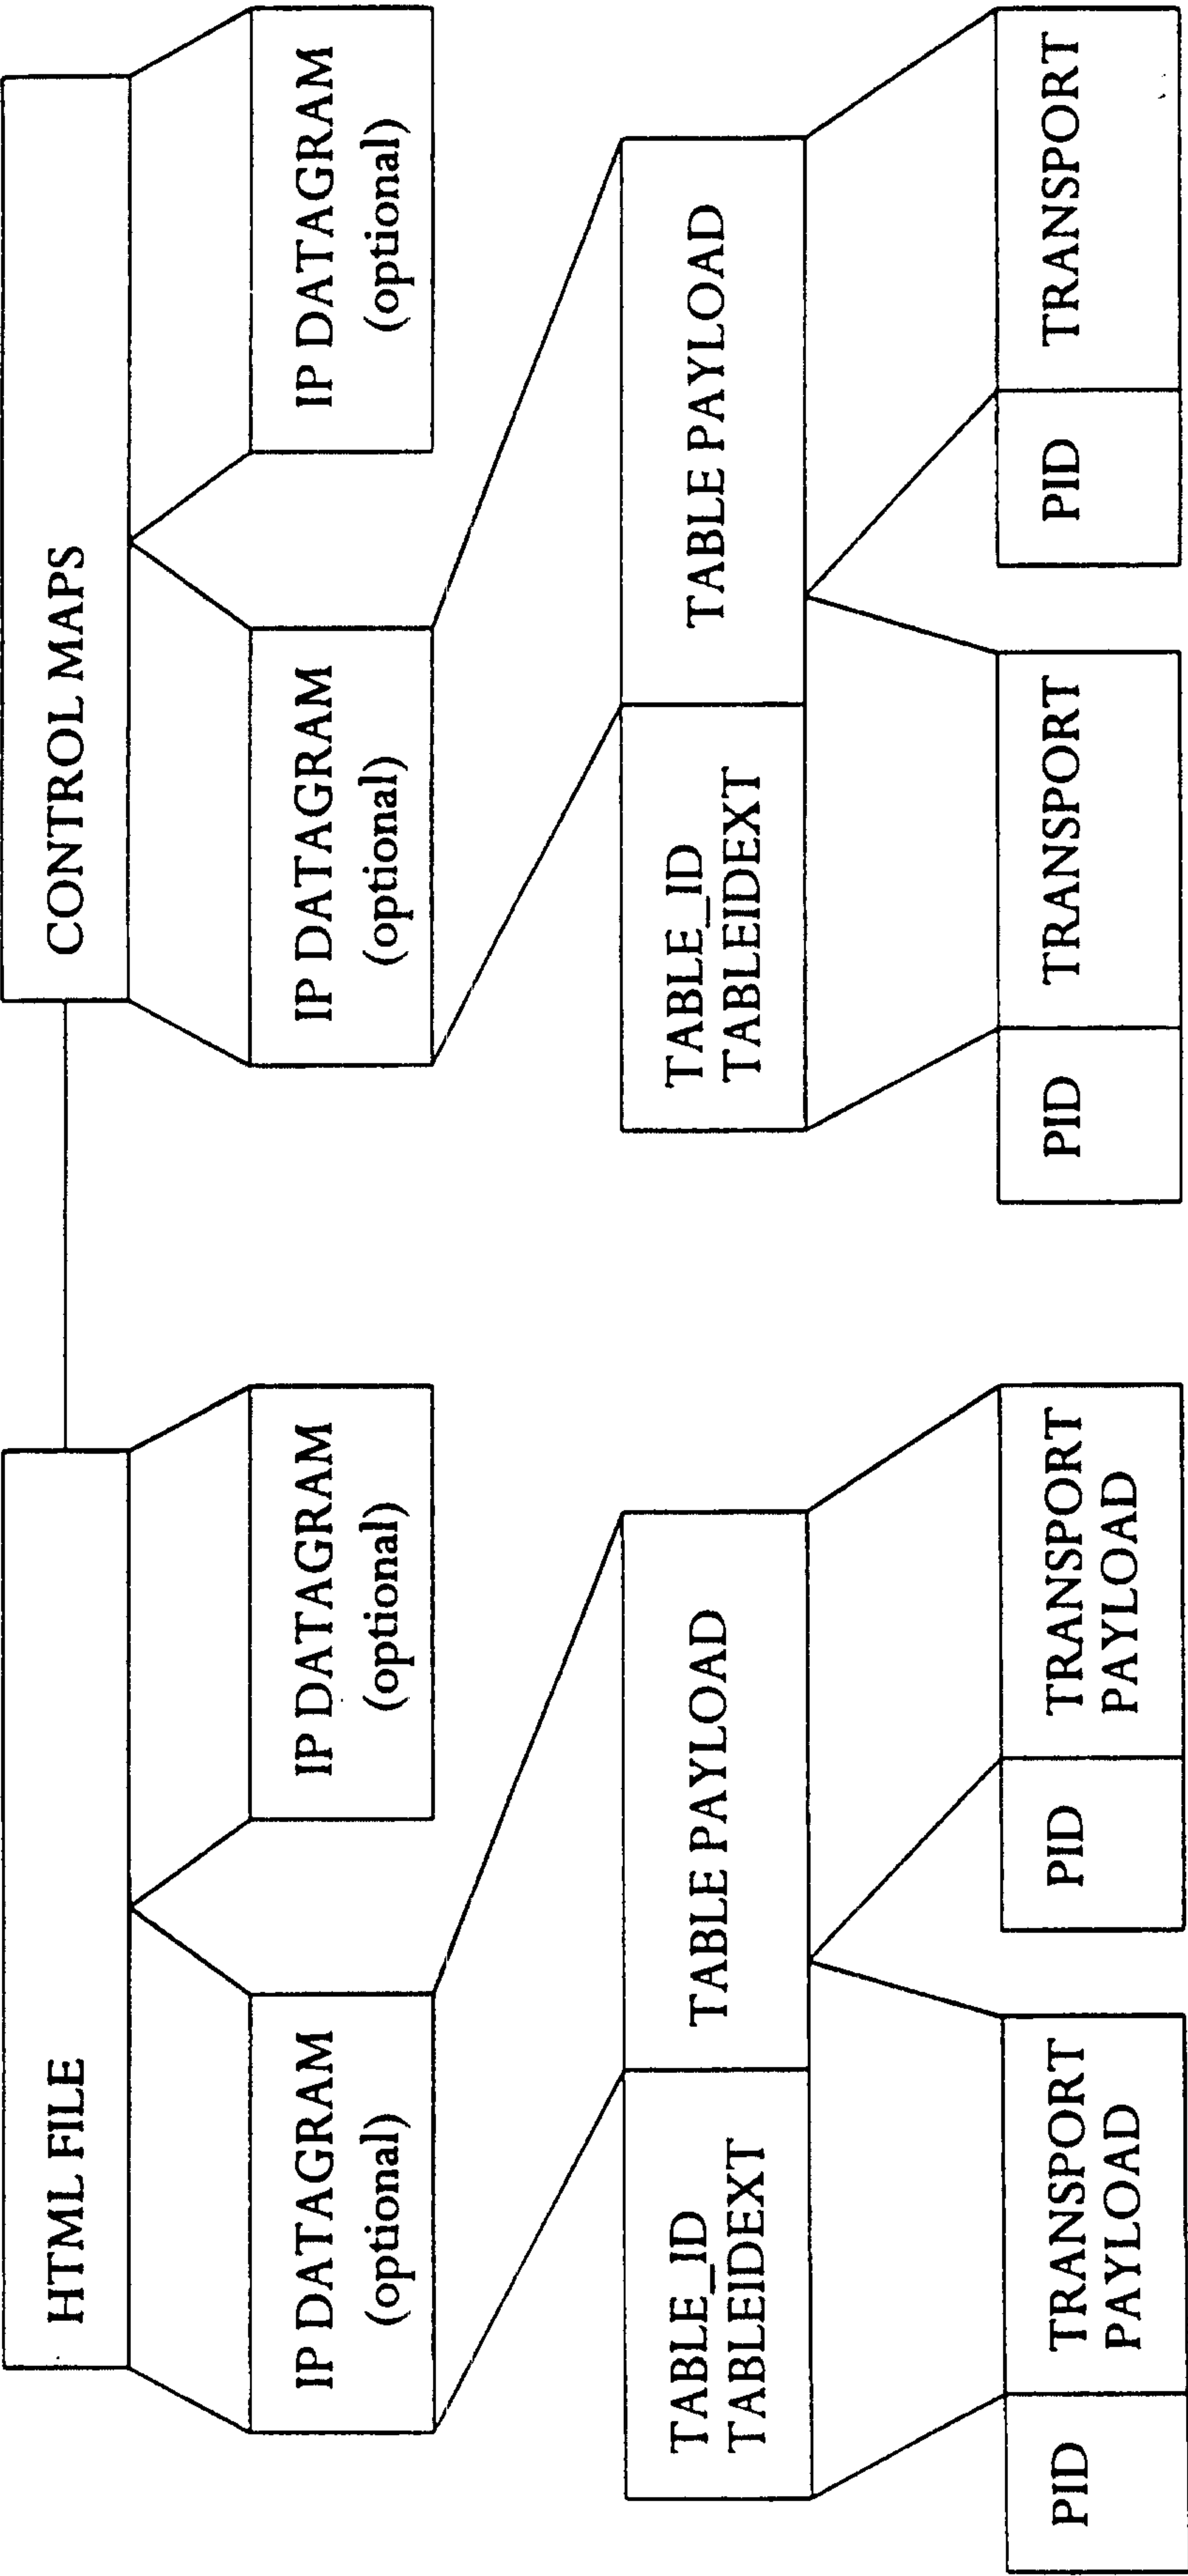 HTML FILE
CONTROL MAPS
IP DATAGRAM
(optional)
IP DATAGRAM
(optional)
IP DATAGRAM
(optional)
IP DATAGRAM
(optional)
TABLE_ID
TABLEIDEXT
TABLE PAYLOAD
TABLE_ID
TABLEIDEXT
TABLE PAYLOAD
PID
TRANSPORT
PAYLOAD
PID
TRANSPORT
PAYLOAD
PID
TRANSPORT
PID
TRANSPORT